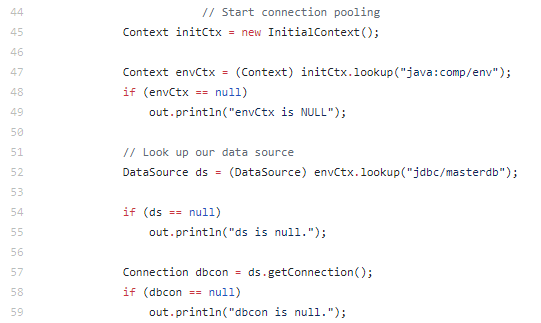 44 // Start connection pooling
45 Context initCtx = new InitialContext();
46
47 Context envCtx = (Context) initCtx.lookup("java:comp/env");
48 if (envCtx == null)
49 out.println("envCtx is NULL");
50
51 // Look up our data source
52 DataSource ds = (DataSource) envCtx.lookup("jdbc/masterdb");
53
54 if (ds == null)
55 out.println("ds is null.");
56
57 Connection dbcon = ds.getConnection();
58 if (dbcon == null)
59 out.println("dbcon is null.");